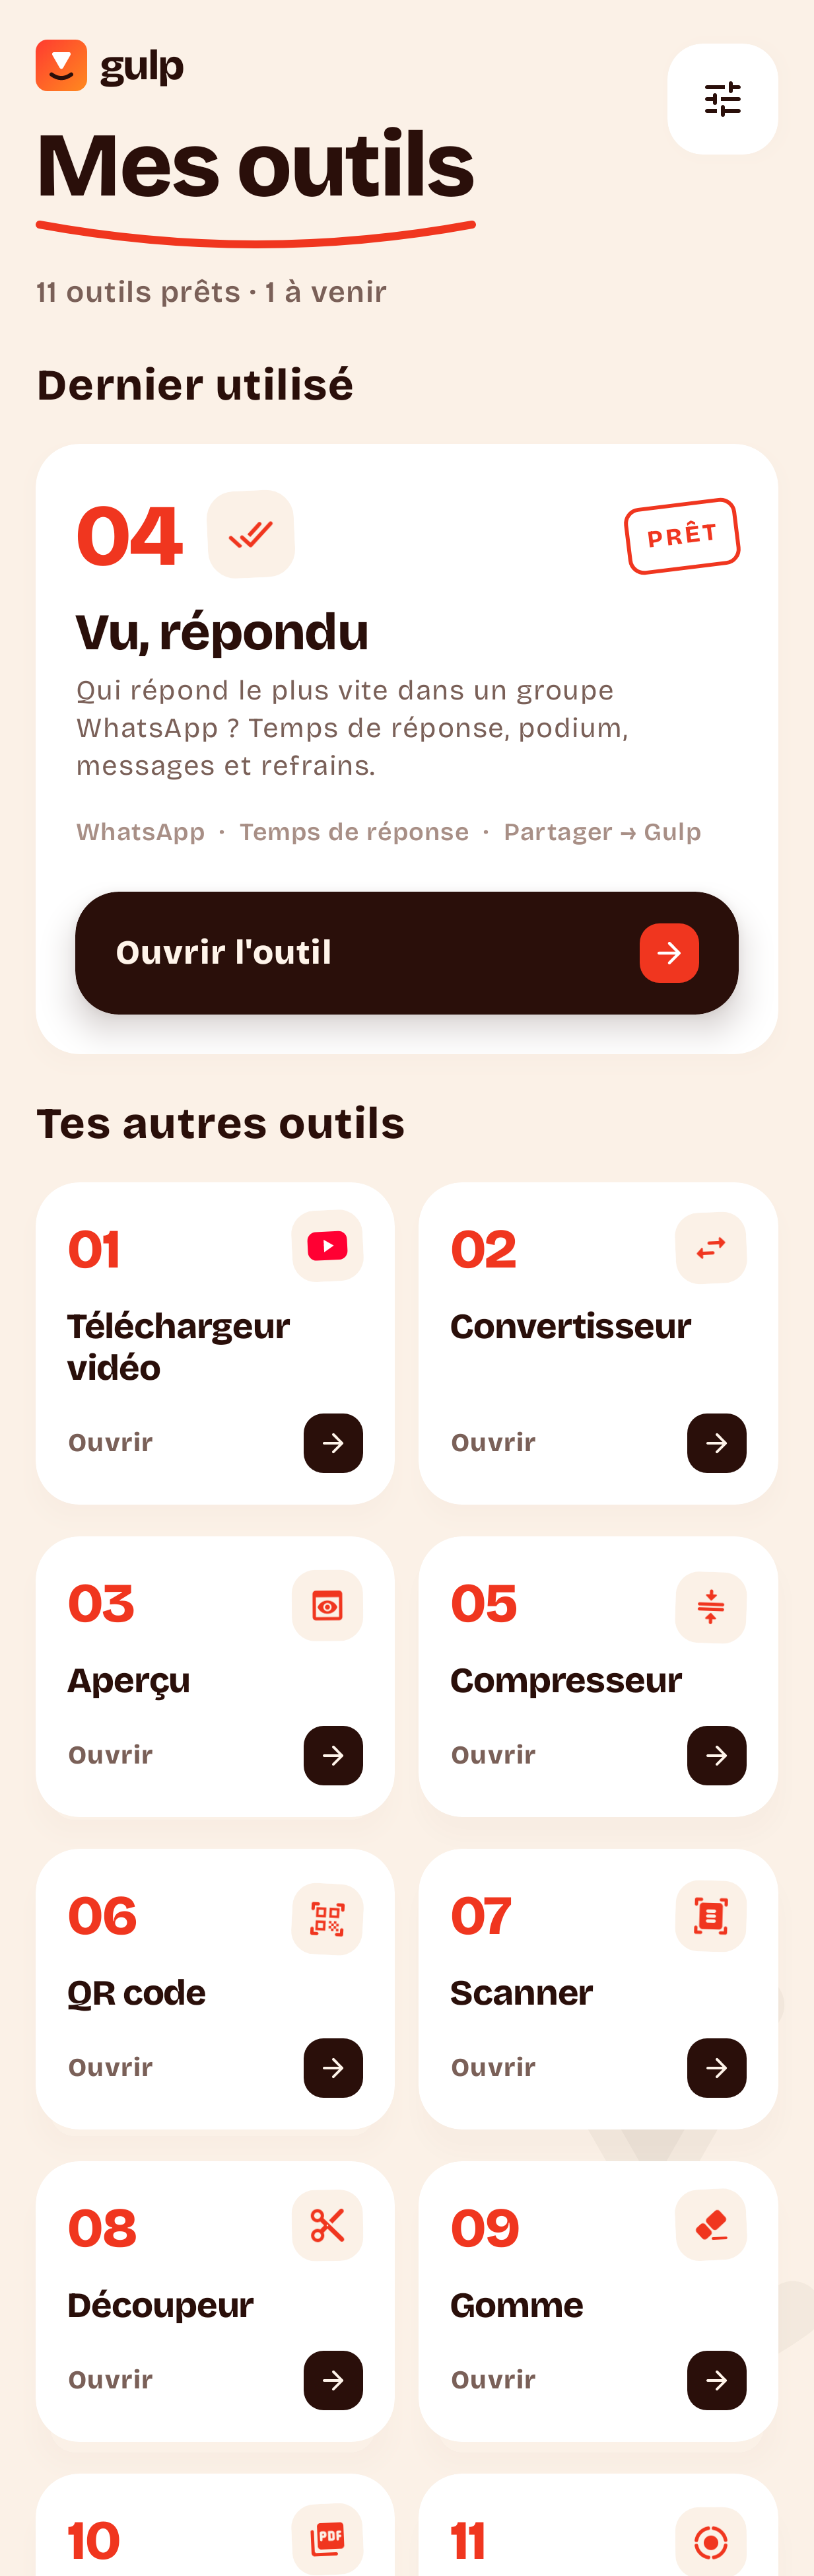 gulp
Mes outils
11 outils prêts · 1 à venir
Dernier utilisé
04
PRÊT
Vu, répondu
Qui répond le plus vite dans un groupe
WhatsApp ? Temps de réponse, podium,
messages et refrains.
WhatsApp · Temps de réponse · Partager → Gulp
Ouvrir l'outil
Tes autres outils
01
Téléchargeur
vidéo
Ouvrir
02
Convertisseur
Ouvrir
03
Aperçu
Ouvrir
05
Compresseur
Ouvrir
06
QR code
Ouvrir
07
Scanner
Ouvrir
08
Découpeur
Ouvrir
09
Gomme
Ouvrir
10
PDF
11